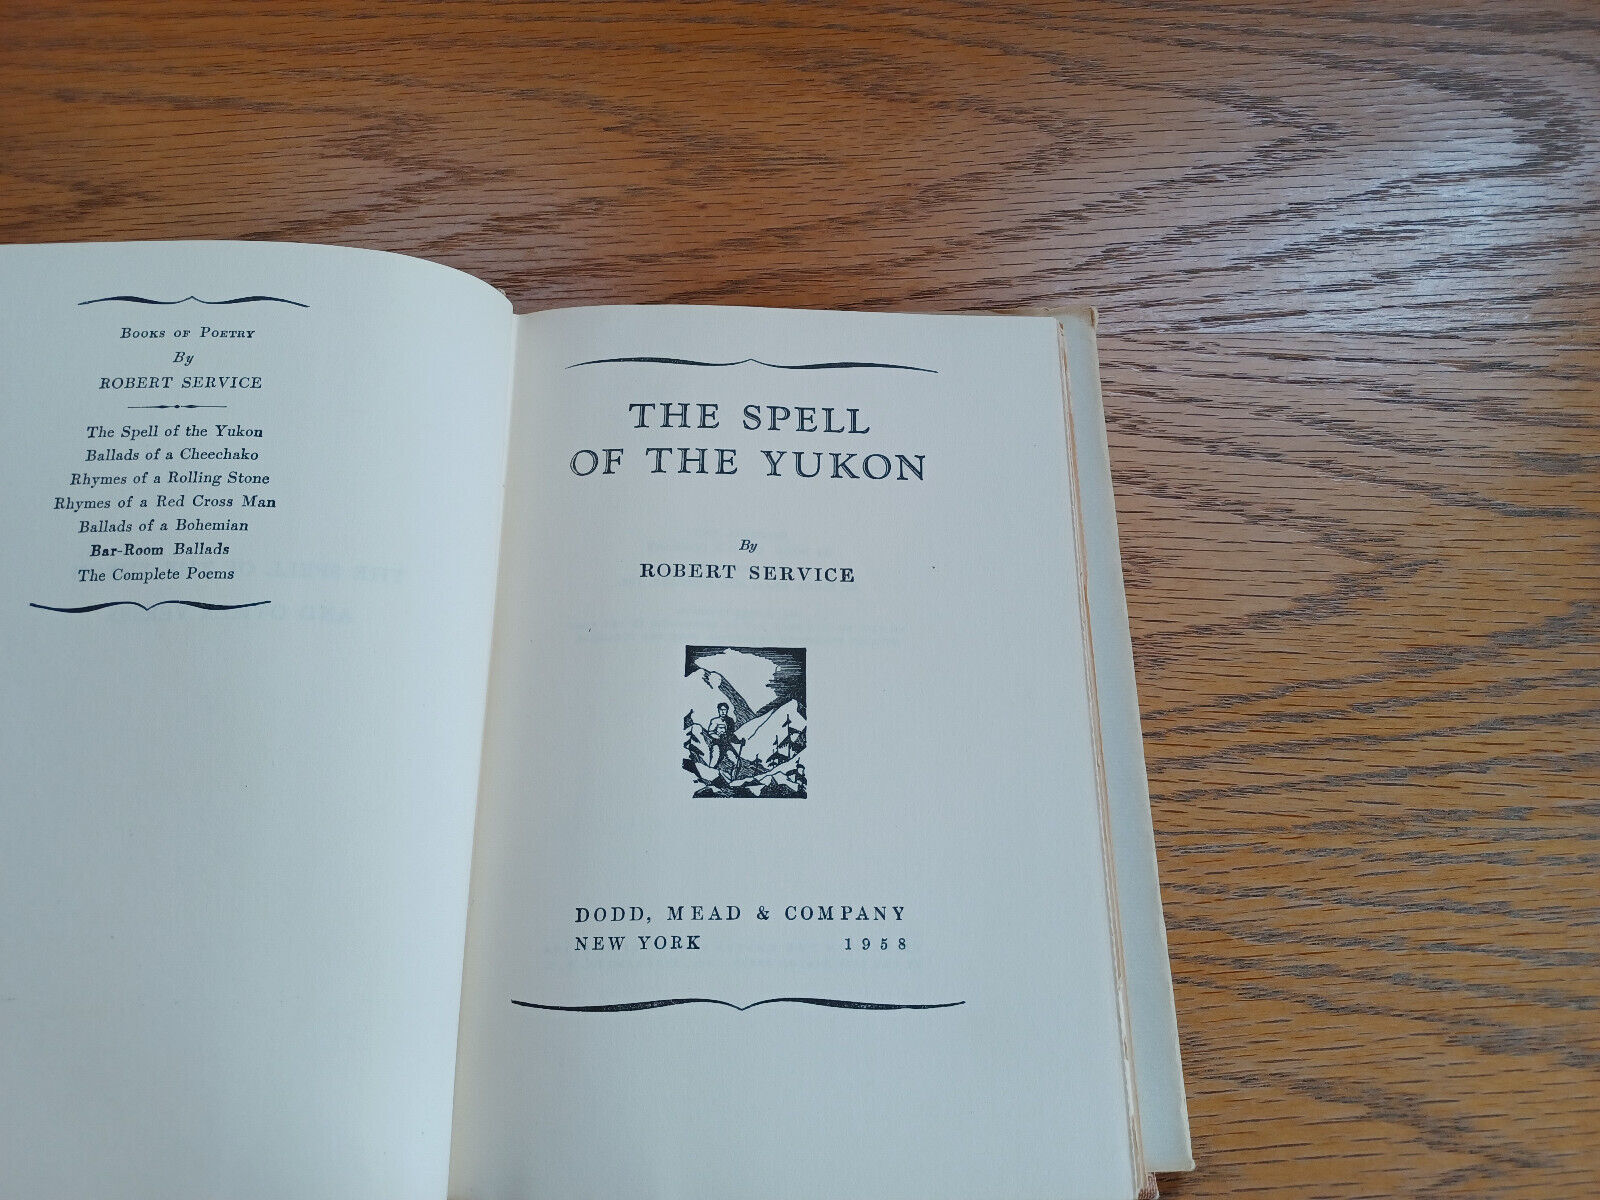 BOOKS OF POETRY
By
ROBERT SERVICE
The Spell of the Yukon
Ballads of a Cheechako
Rhymes of a Rolling Stone
Rhymes of a Red Cross Man
Ballads of a Bohemian
Bar-Room Ballads
The Complete Poems
THE SPELL
OF THE YUKON
By
ROBERT SERVICE
DODD, MEAD & COMPANY
NEW YORK 1958